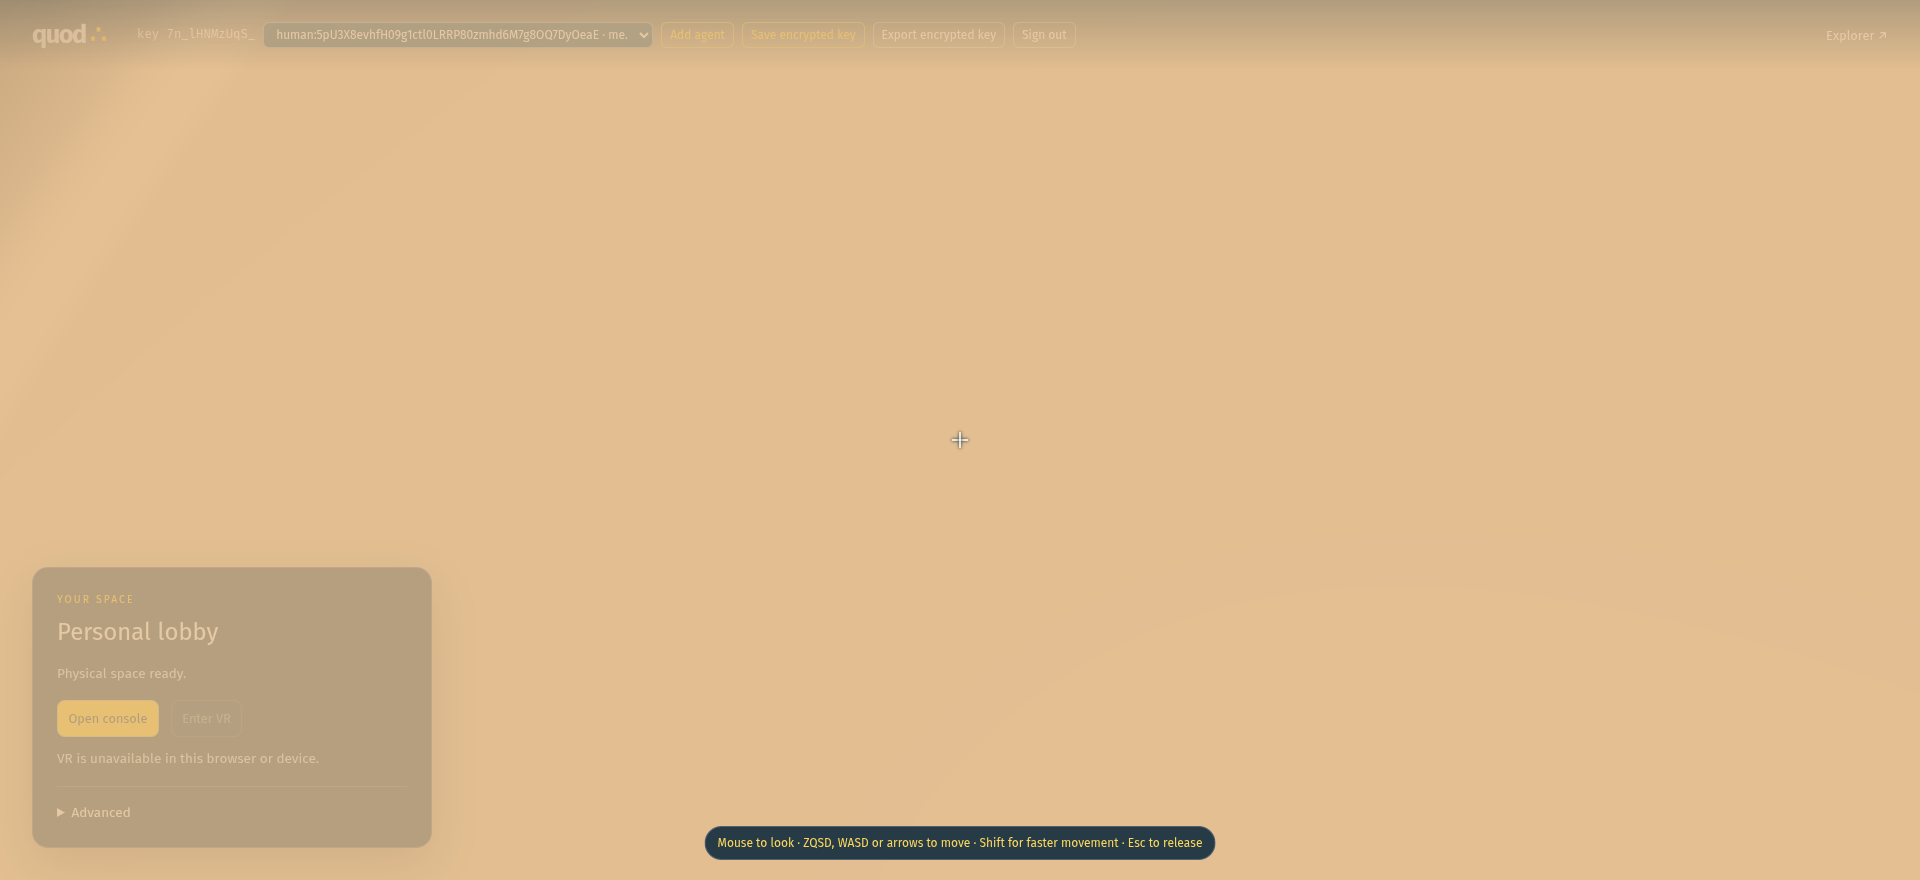 quod
key 7n_lHNMzUqS_
human:5pU3X8evhfH09g1ctl0LRRP80zmhd6M7g8OQ7DyOeaE · me.
Add agent
Save encrypted key
Export encrypted key
Sign out
Explorer ↗
YOUR SPACE
Personal lobby
Physical space ready.
Open console
Enter VR
VR is unavailable in this browser or device.
Advanced
Mouse to look · ZQSD, WASD or arrows to move · Shift for faster movement · Esc to release